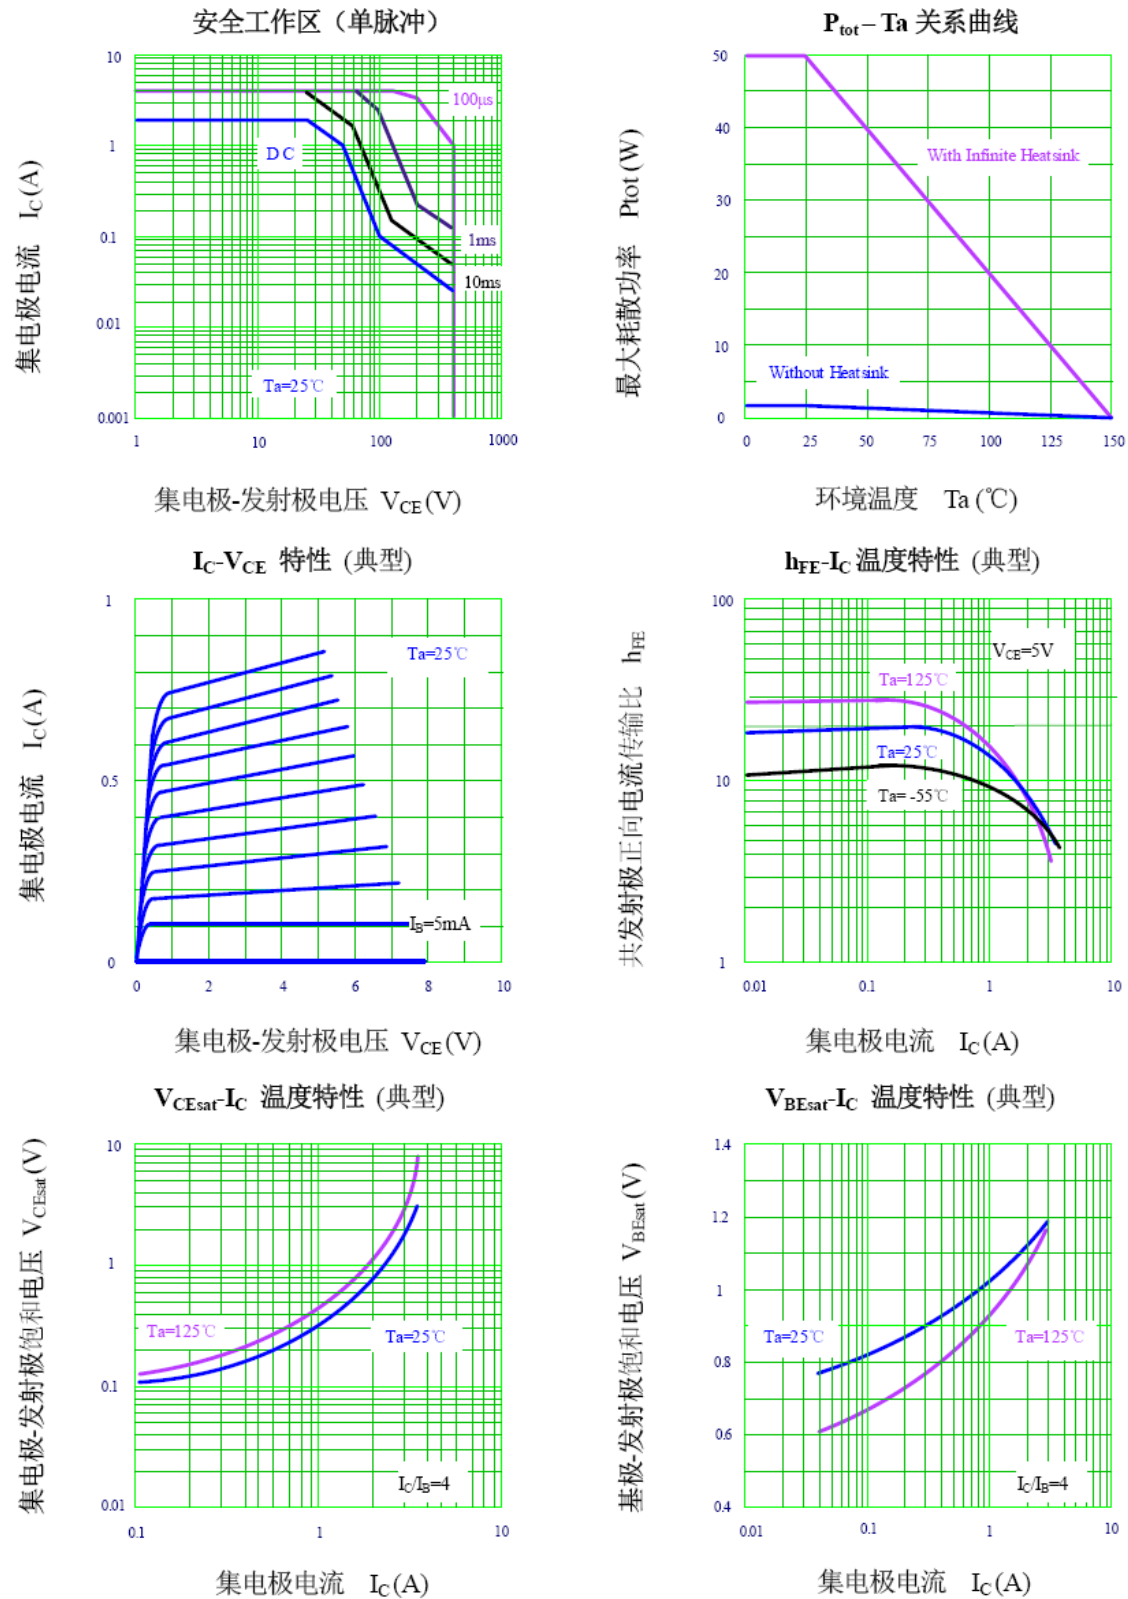 安全工作区（单脉冲）
集电极电流 IC(A)
10
1
0.1
0.01
0.001
100μs
DC
1ms
10ms
Ta=25℃
1 10 100 1000
集电极-发射极电压 VCE(V)
Ptot – Ta 关系曲线
最大耗散功率 Ptot(W)
50
40
30
20
10
0
With Infinite Heatsink
Without Heatsink
0 25 50 75 100 125 150
环境温度 Ta (℃)
IC-VCE 特性 (典型)
集电极电流 IC(A)
1
0.5
0
Ta=25℃
IB=5mA
0 2 4 6 8 10
集电极-发射极电压 VCE(V)
hFE-IC 温度特性 (典型)
共发射极正向电流传输比 hFE
100
10
1
VCE=5V
Ta=125℃
Ta=25℃
Ta= -55℃
0.01 0.1 1 10
集电极电流 IC(A)
VCEsat-IC 温度特性 (典型)
集电极-发射极饱和电压 VCEsat(V)
10
1
0.1
0.01
Ta=125℃
Ta=25℃
IC/IB=4
0.1 1 10
集电极电流 IC(A)
VBEsat-IC 温度特性 (典型)
基极-发射极饱和电压 VBEsat(V)
1.4
1.2
1
0.8
0.6
0.4
Ta=25℃
Ta=125℃
IC/IB=4
0.01 0.1 1 10
集电极电流 IC(A)